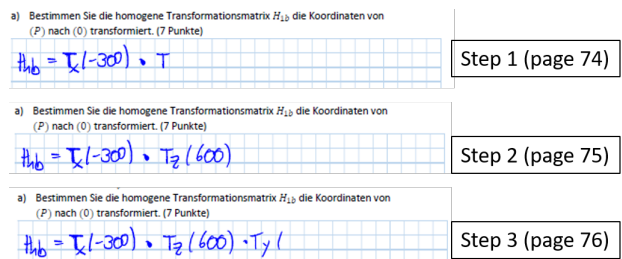 a) Bestimmen Sie die homogene Transformationsmatrix H₁b die Koordinaten von
(P) nach (0) transformiert. (7 Punkte)
H₁b = Tx(-300) · T
Step 1 (page 74)
a) Bestimmen Sie die homogene Transformationsmatrix H₁b die Koordinaten von
(P) nach (0) transformiert. (7 Punkte)
H₁b = Tx(-300) · Tz(600)
Step 2 (page 75)
a) Bestimmen Sie die homogene Transformationsmatrix H₁b die Koordinaten von
(P) nach (0) transformiert. (7 Punkte)
H₁b = Tx(-300) · Tz(600) · Ty(
Step 3 (page 76)